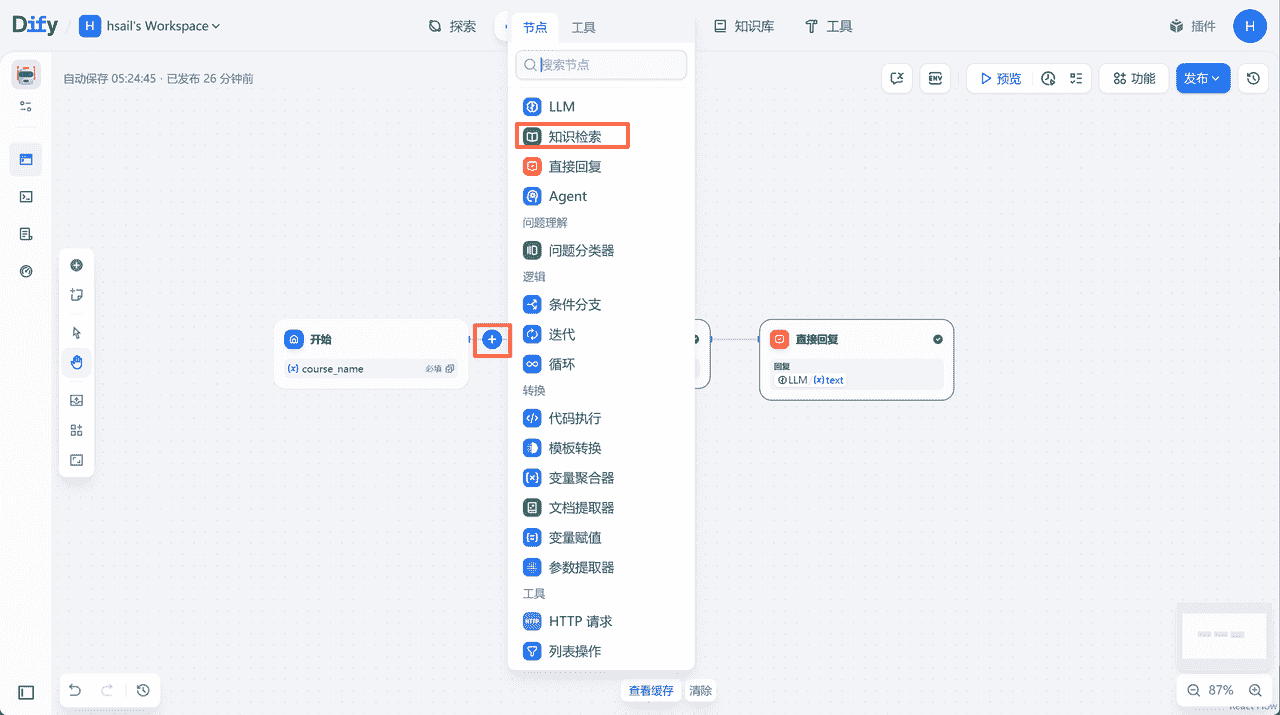 Dify
H hsail's Workspace
探索
节点
工具
知识库
工具
插件
H
自动保存 05:24:45 · 已发布 26 分钟前
ENV
预览
功能
发布
搜索节点
LLM
知识检索
直接回复
Agent
问题理解
问题分类器
逻辑
条件分支
迭代
循环
转换
代码执行
模板转换
变量聚合器
文档提取器
变量赋值
参数提取器
工具
HTTP 请求
列表操作
开始
{x} course_name 必填
直接回复
回复
LLM / {x} text
查看缓存 清除
87%
React Flow